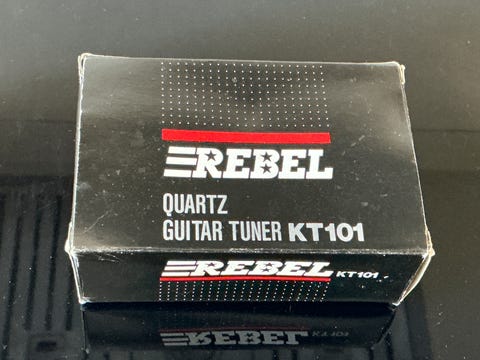 REBEL
QUARTZ
GUITAR TUNER KT101
REBEL KT101